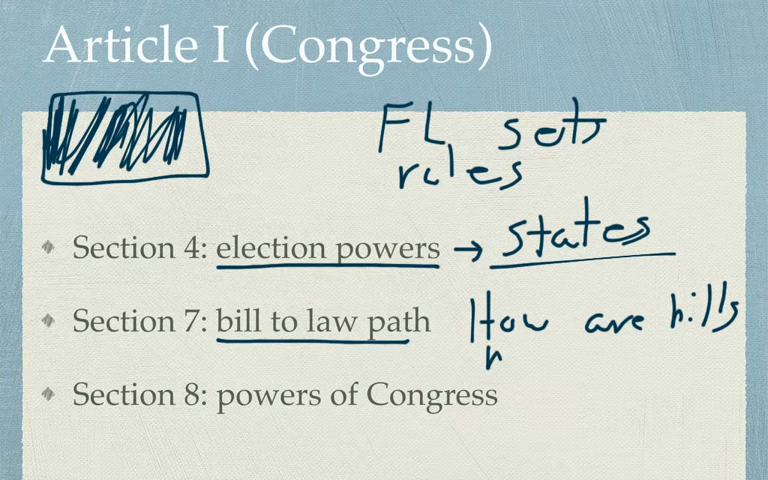 Article I (Congress)
FL sets
rules
Section 4: election powers → states
Section 7: bill to law path How are bills
Section 8: powers of Congress